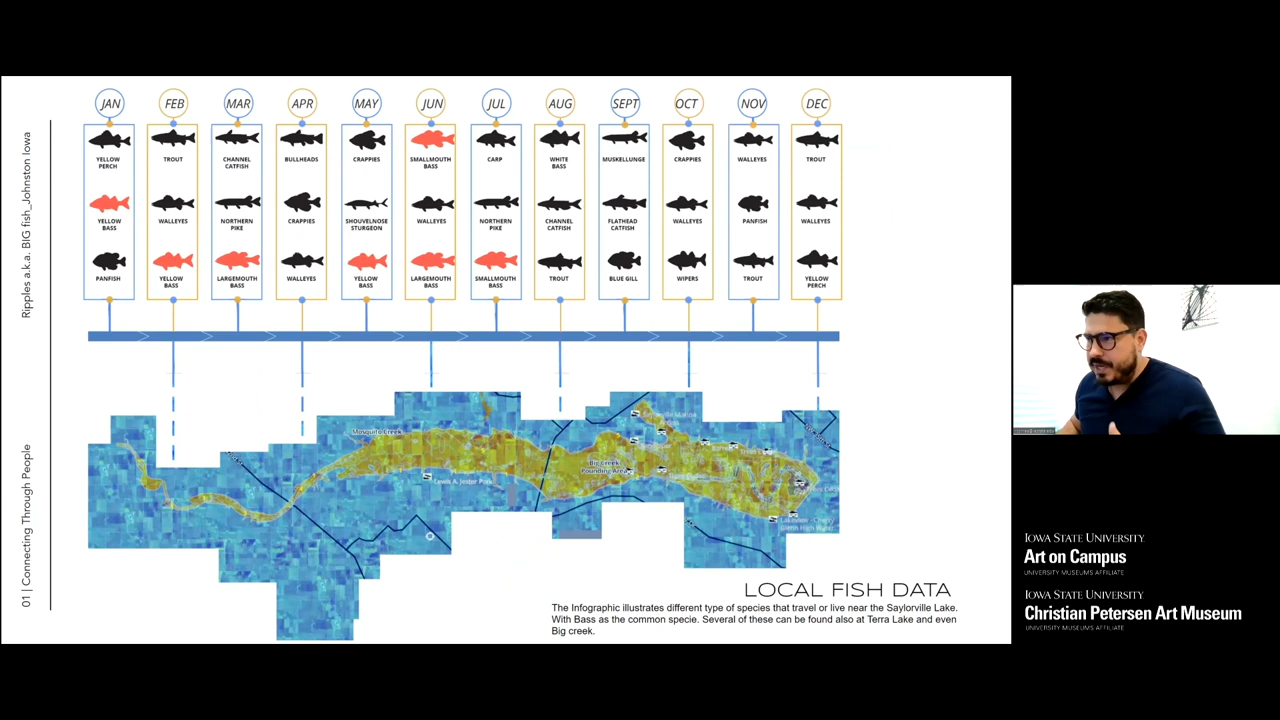 JAN
FEB
MAR
APR
MAY
JUN
JUL
AUG
SEPT
OCT
NOV
DEC
YELLOW
PERCH
TROUT
CHANNEL
CATFISH
BULLHEADS
CRAPPIES
SMALLMOUTH
BASS
CARP
WHITE
BASS
MUSKELLUNGE
CRAPPIES
WALLEYES
TROUT
YELLOW
BASS
WALLEYES
NORTHERN
PIKE
CRAPPIES
SHOUVELNOSE
STURGEON
WALLEYES
NORTHERN
PIKE
CHANNEL
CATFISH
FLATHEAD
CATFISH
WALLEYES
PANFISH
WALLEYES
PANFISH
YELLOW
BASS
LARGEMOUTH
BASS
WALLEYES
YELLOW
BASS
LARGEMOUTH
BASS
SMALLMOUTH
BASS
TROUT
BLUE GILL
WIPERS
TROUT
YELLOW
PERCH
Ripples a.k.a. BIG fish_Johnston Iowa
01 | Connecting Through People
Mosquito Creek
Lewis A. Jester Park
Big Creek
Pounding Area
LOCAL FISH DATA
The Infographic illustrates different type of species that travel or live near the Saylorville Lake.
With Bass as the common specie. Several of these can be found also at Terra Lake and even
Big creek.
IOWA STATE UNIVERSITY
Art on Campus
UNIVERSITY MUSEUMS AFFILIATE
IOWA STATE UNIVERSITY
Christian Petersen Art Museum
UNIVERSITY MUSEUMS AFFILIATE